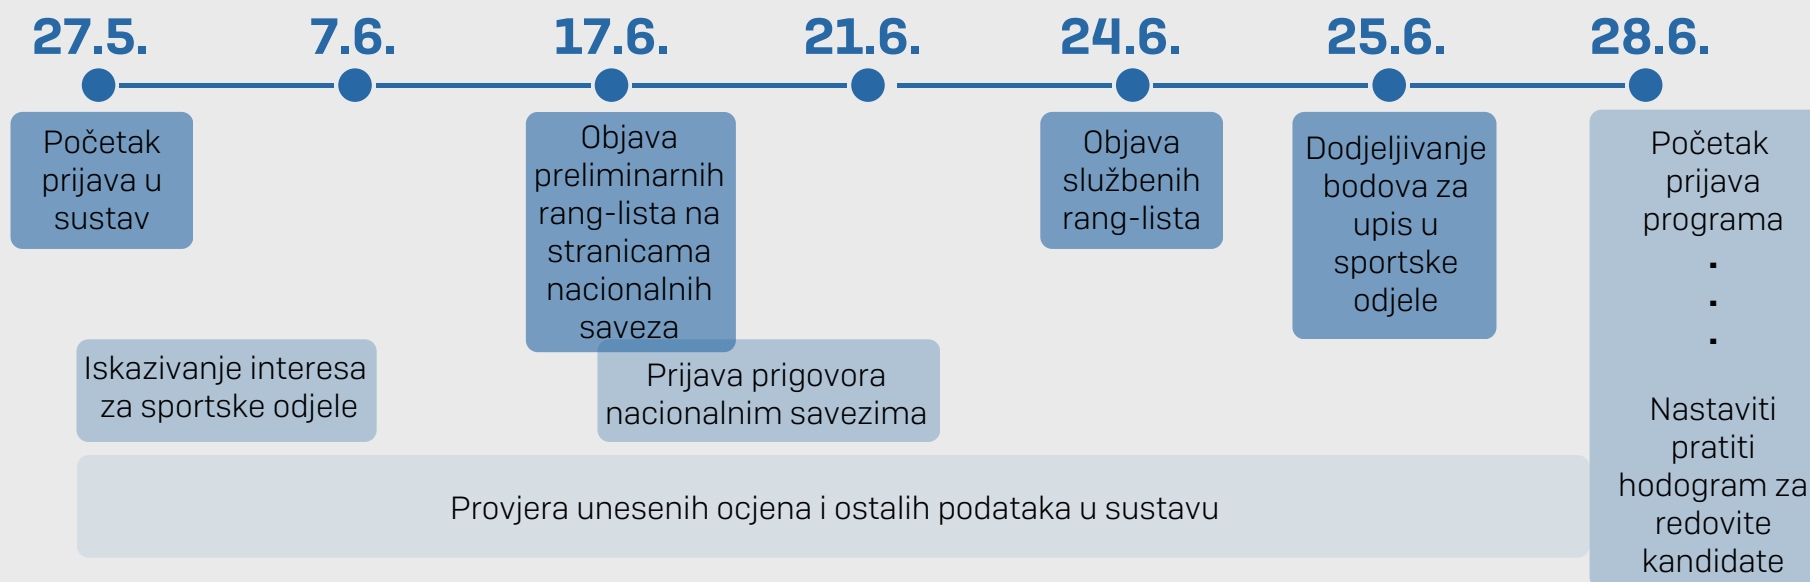 27.5.
7.6.
17.6.
21.6.
24.6.
25.6.
28.6.
Početak
prijava u
sustav
Objava
preliminarnih
rang-lista na
stranicama
nacionalnih
saveza
Objava
službenih
rang-lista
Dodjeljivanje
bodova za
upis u
sportske
odjele
Početak
prijava
programa
.
.
.
Nastaviti
pratiti
hodogram za
redovite
kandidate
Iskazivanje interesa
za sportske odjele
Prijava prigovora
nacionalnim savezima
Provjera unesenih ocjena i ostalih podataka u sustavu